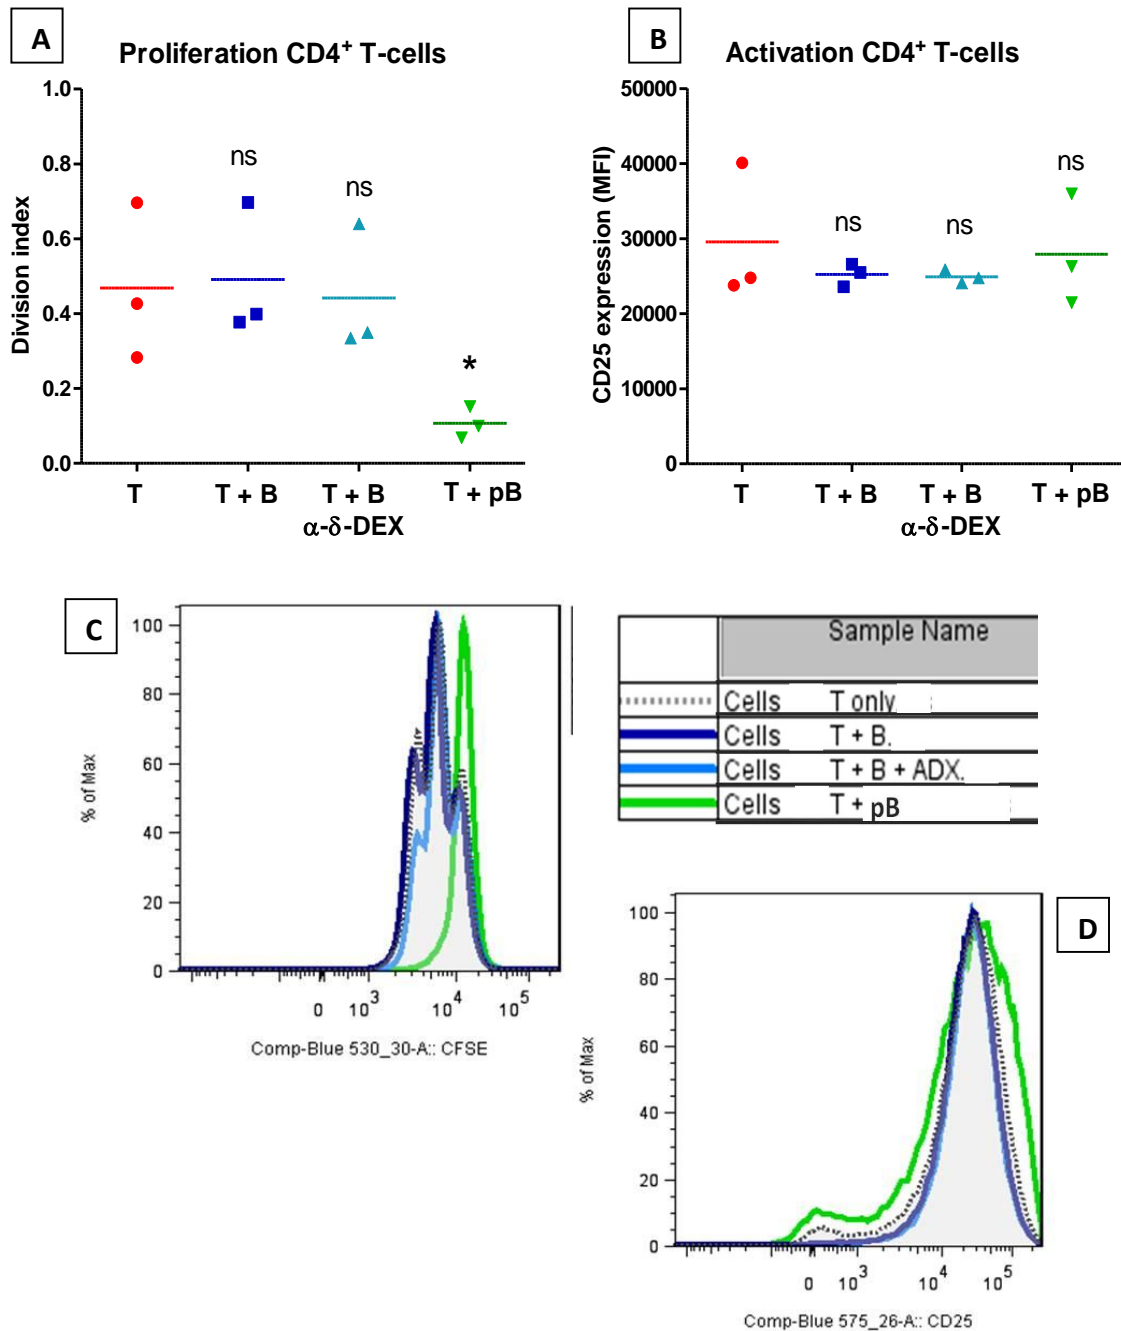 A
Proliferation CD4+ T-cells
1.0
0.8
0.6
0.4
0.2
0.0
Division index
ns
ns
*
T
T + B
T + B
α-δ-DEX
T + pB
B
Activation CD4+ T-cells
50000
40000
30000
20000
10000
0
CD25 expression (MFI)
ns
ns
ns
T
T + B
T + B
α-δ-DEX
T + pB
C
100
80
60
40
20
0
% of Max
0 10^3 10^4 10^5
Comp-Blue 530_30-A:: CFSE
Sample Name
Cells T only
Cells T + B.
Cells T + B + ADX.
Cells T + pB
D
100
80
60
40
20
0
% of Max
0 10^3 10^4 10^5
Comp-Blue 575_26-A:: CD25